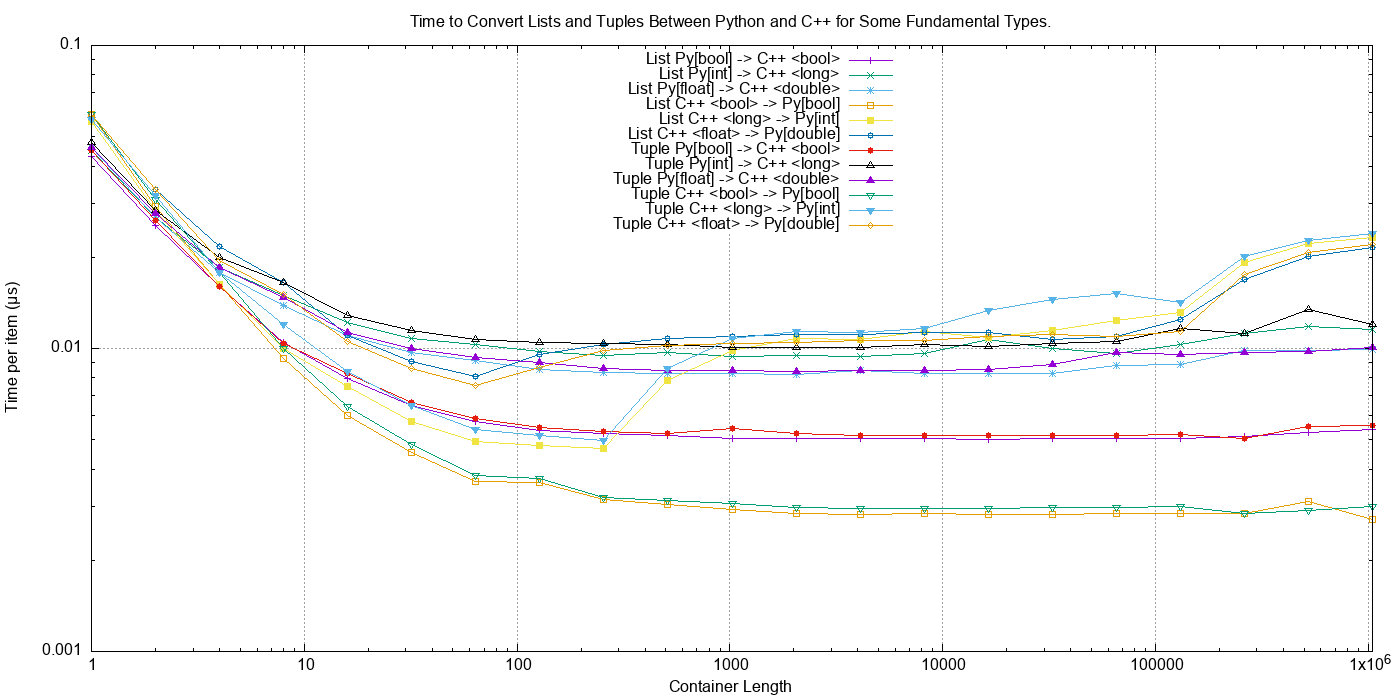 Time to Convert Lists and Tuples Between Python and C++ for Some Fundamental Types.
0.1
List Py[bool] -> C++ <bool>
List Py[int] -> C++ <long>
List Py[float] -> C++ <double>
List C++ <bool> -> Py[bool]
List C++ <long> -> Py[int]
List C++ <float> -> Py[double]
Tuple Py[bool] -> C++ <bool>
Tuple Py[int] -> C++ <long>
Tuple Py[float] -> C++ <double>
Tuple C++ <bool> -> Py[bool]
Tuple C++ <long> -> Py[int]
Tuple C++ <float> -> Py[double]
Time per item (µs)
0.01
0.001
1 10 100 1000 10000 100000 1x10⁶
Container Length